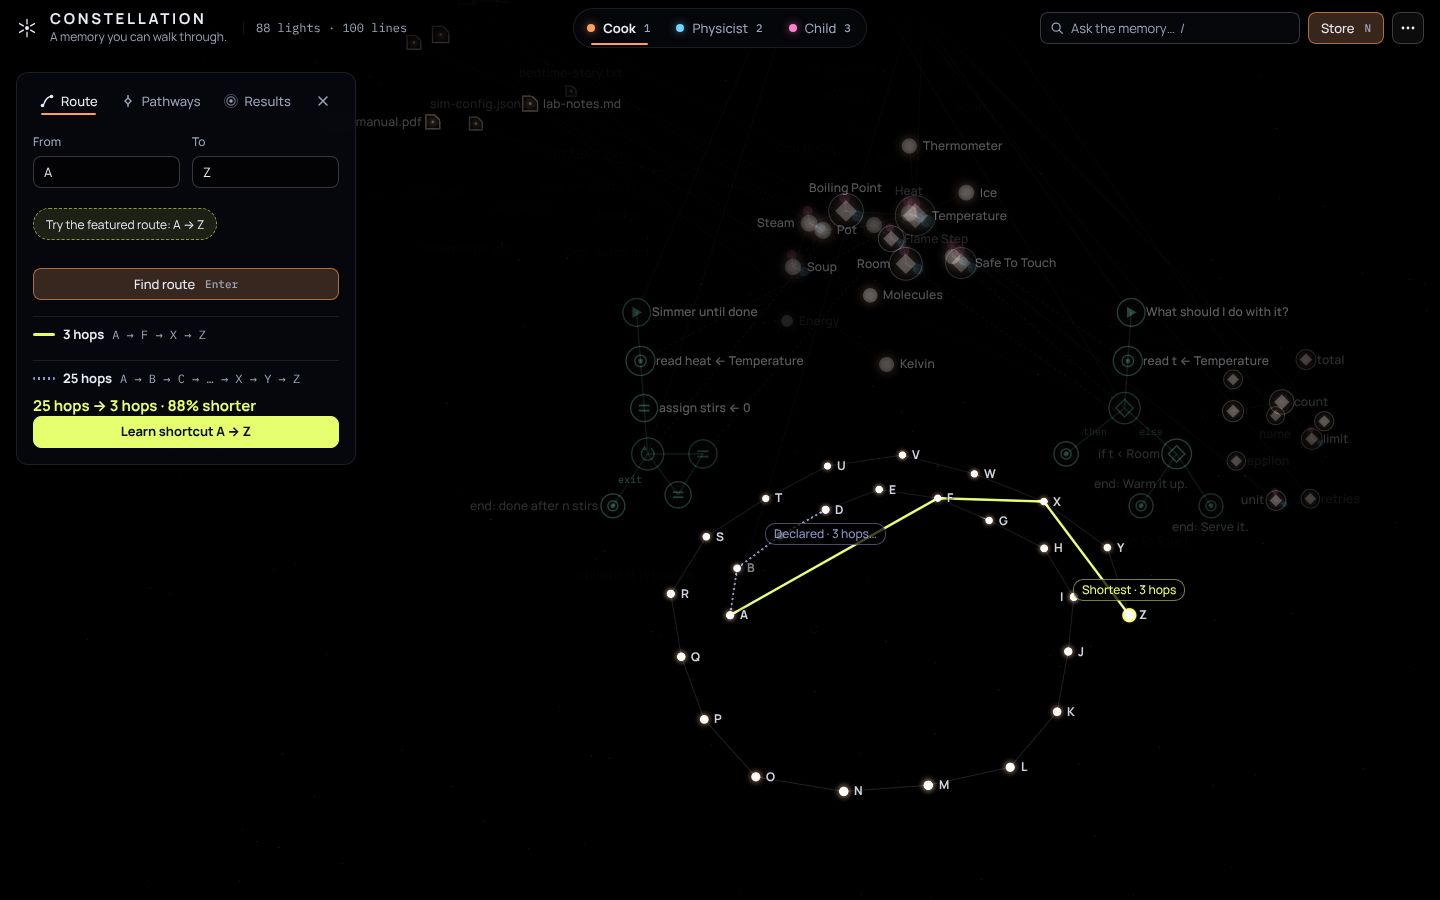 CONSTELLATION
A memory you can walk through.
88 lights · 100 lines
Cook 1
Physicist 2
Child 3
Ask the memory… /
Store N
Route
Pathways
Results
From
To
A
Z
Try the featured route: A → Z
Find route Enter
3 hops A → F → X → Z
25 hops A → B → C → … → X → Y → Z
25 hops → 3 hops · 88% shorter
Learn shortcut A → Z
bedtime-story.txt
sim-config.json
lab-notes.md
manual.pdf
Thermometer
Boiling Point
Heat
Ice
Steam
Pot
Temperature
Flame Step
Soup
Room
Safe To Touch
Molecules
Energy
Kelvin
Simmer until done
read heat ← Temperature
assign stirs ← 0
exit
end: done after n stirs
What should I do with it?
read t ← Temperature
then
else
if t < Room
end: Warm it up.
end: Serve it.
total
count
name
limit
epsilon
unit
retries
U
V
W
T
E
F
X
D
G
S
Declared · 3 hops…
H
Y
B
R
I
Shortest · 3 hops
A
Z
Q
J
P
K
O
L
N
M